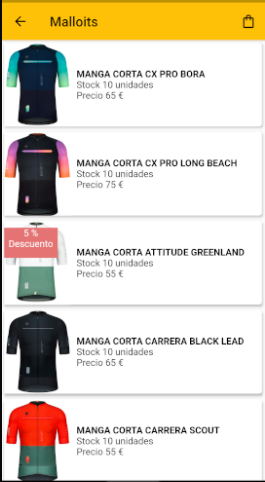 Malloits
MANGA CORTA CX PRO BORA
Stock 10 unidades
Precio 65 €
MANGA CORTA CX PRO LONG BEACH
Stock 10 unidades
Precio 75 €
5 %
Descuento
MANGA CORTA ATTITUDE GREENLAND
Stock 10 unidades
Precio 55 €
MANGA CORTA CARRERA BLACK LEAD
Stock 10 unidades
Precio 65 €
MANGA CORTA CARRERA SCOUT
Stock 10 unidades
Precio 55 €